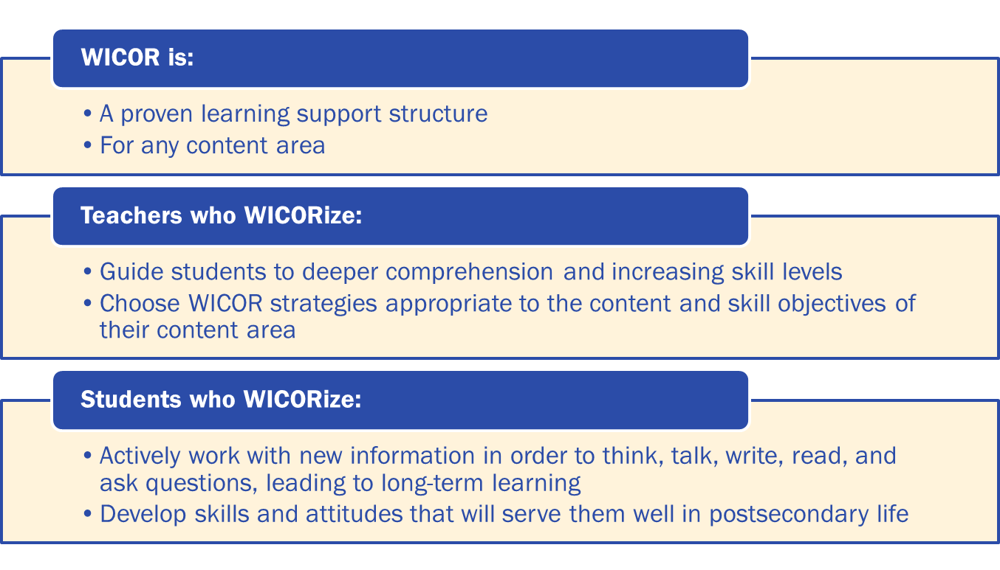 WICOR is:
• A proven learning support structure
• For any content area
Teachers who WICORize:
• Guide students to deeper comprehension and increasing skill levels
• Choose WICOR strategies appropriate to the content and skill objectives of
their content area
Students who WICORize:
• Actively work with new information in order to think, talk, write, read, and
ask questions, leading to long-term learning
• Develop skills and attitudes that will serve them well in postsecondary life